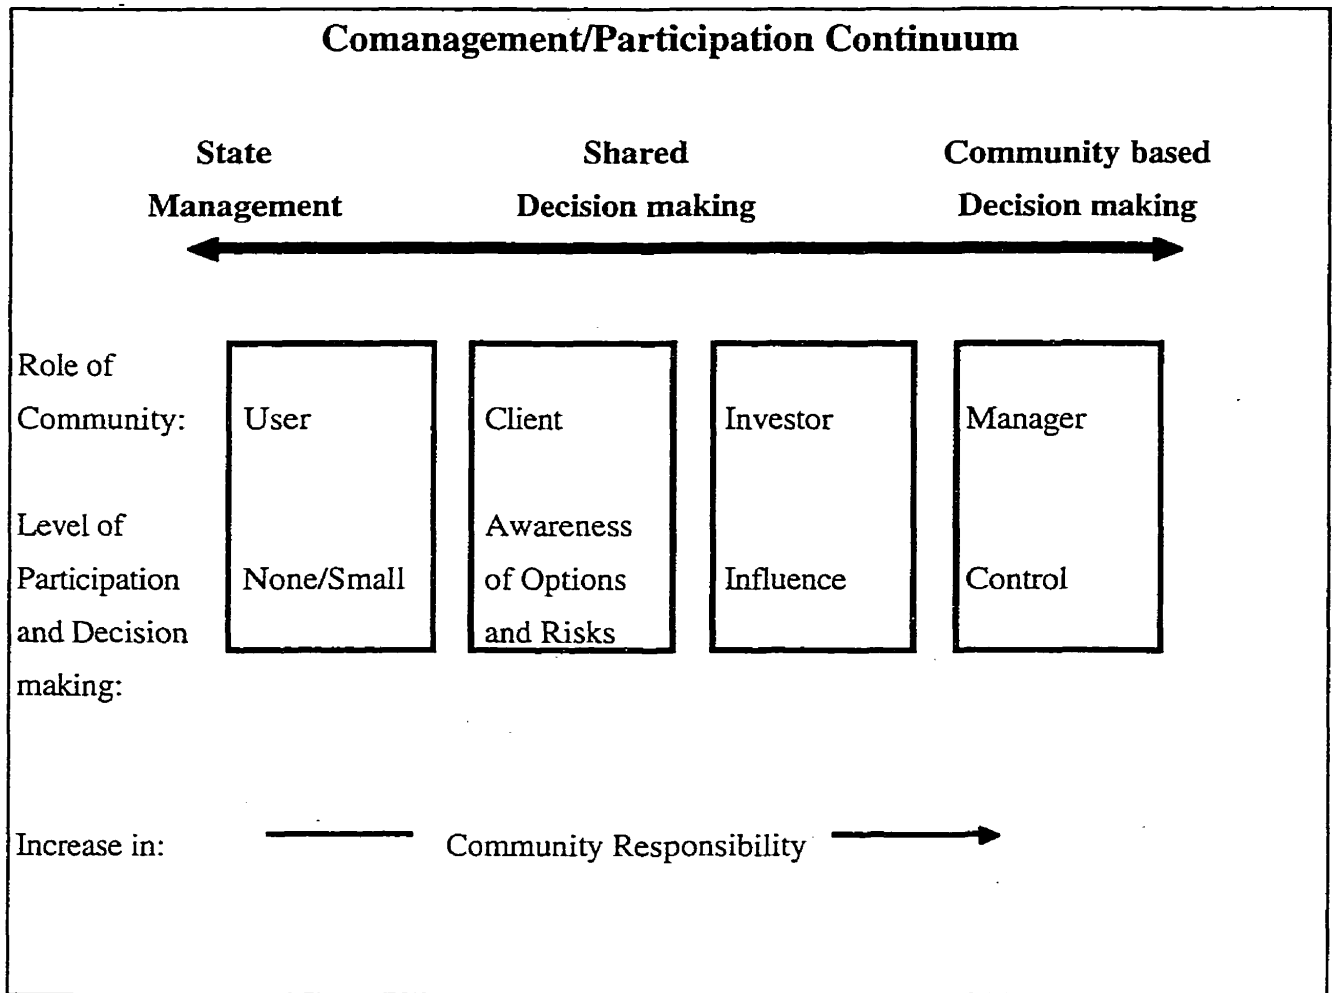 Comanagement/Participation Continuum
State Shared Community based
Management Decision making Decision making
Role of
Community: User Client Investor Manager
Level of Awareness
Participation None/Small of Options Influence Control
and Decision and Risks
making:
Increase in: Community Responsibility